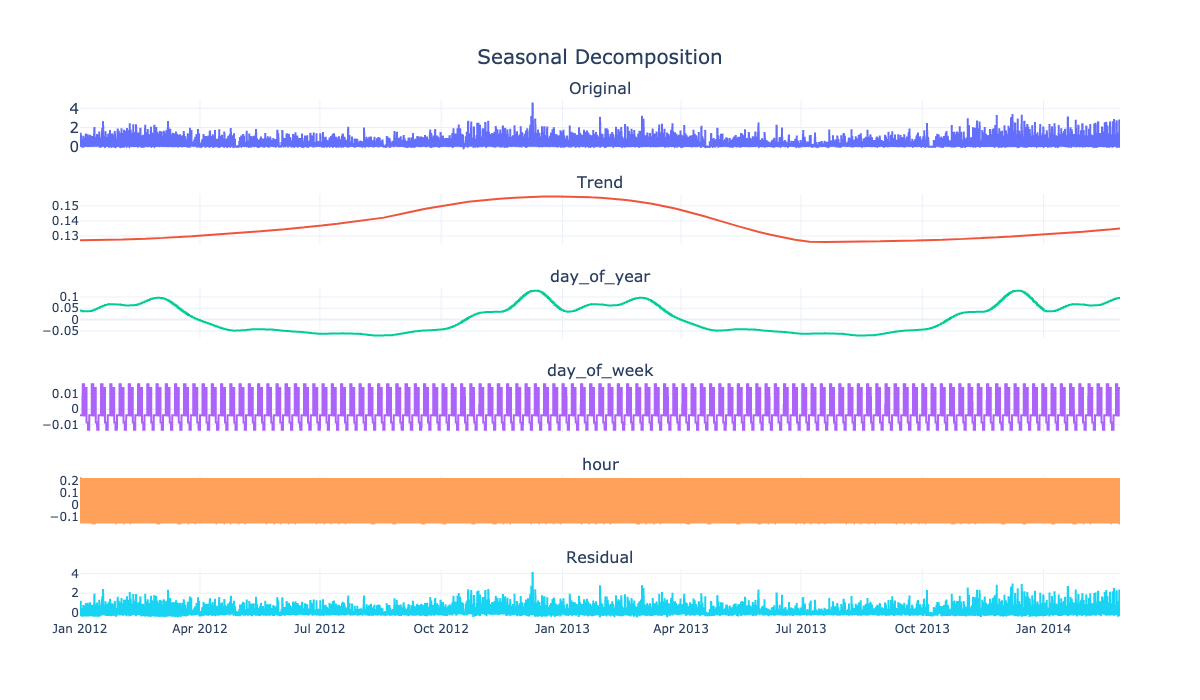 Seasonal Decomposition
Original
4
2
0
Trend
0.15
0.14
0.13
day_of_year
0.1
0.05
0
−0.05
day_of_week
0.01
0
−0.01
hour
0.2
0.1
0
−0.1
Residual
4
2
0
Jan 2012 Apr 2012 Jul 2012 Oct 2012 Jan 2013 Apr 2013 Jul 2013 Oct 2013 Jan 2014